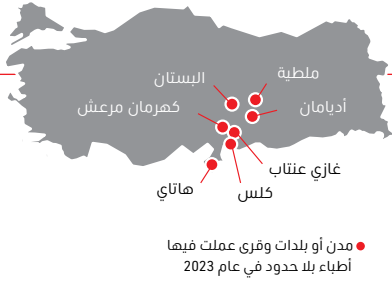 ملطية
البستان
أديامان
كهرمان مرعش
غازي عنتاب
كلس
هاتاي
مدن أو بلدات وقرى عملت فيها
أطباء بلا حدود في عام 2023